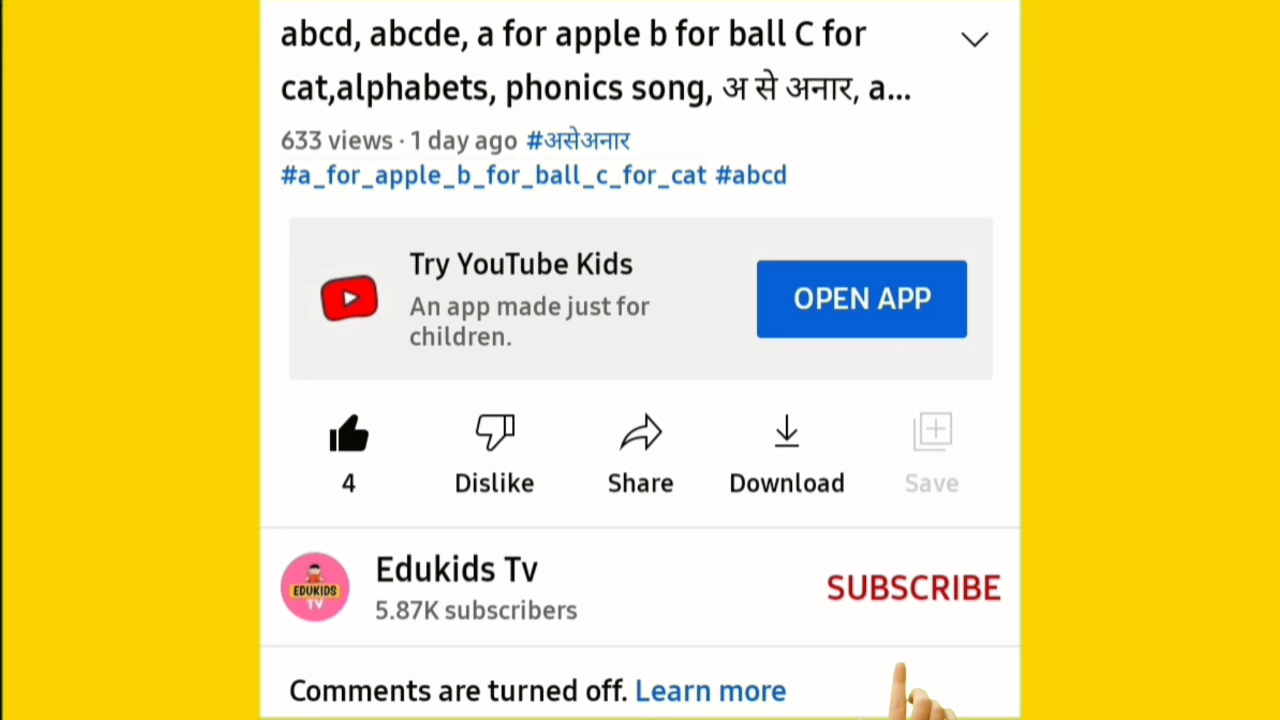 abcd, abcde, a for apple b for ball C for
cat,alphabets, phonics song, अ से अनार, a...
633 views · 1 day ago #असेअनार
#a_for_apple_b_for_ball_c_for_cat #abcd
Try YouTube Kids
An app made just for
children.
OPEN APP
4
Dislike
Share
Download
Save
EDUKIDS
TV
Edukids Tv
5.87K subscribers
SUBSCRIBE
Comments are turned off. Learn more